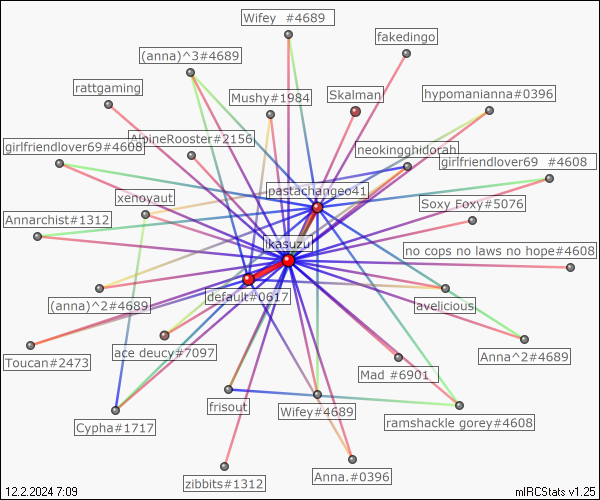 Wifey #4689
fakedingo
(anna)^3#4689
rattgaming
Mushy#1984
Skalman
hypomanianna#0396
AlpineRooster#2156
girlfriendlover69#4608
neokingghidorah
girlfriendlover69 #4608
xenoyaut
pastachangeo41
Soxy Foxy#5076
Annarchist#1312
ikasuzu
no cops no laws no hope#4608
default#0617
(anna)^2#4689
avelicious
Toucan#2473
ace deucy#7097
Anna^2#4689
Mad #6901
frisout
Wifey#4689
Cypha#1717
ramshackle gorey#4608
zibbits#1312
Anna.#0396
12.2.2024 7:09
mIRCStats v1.25